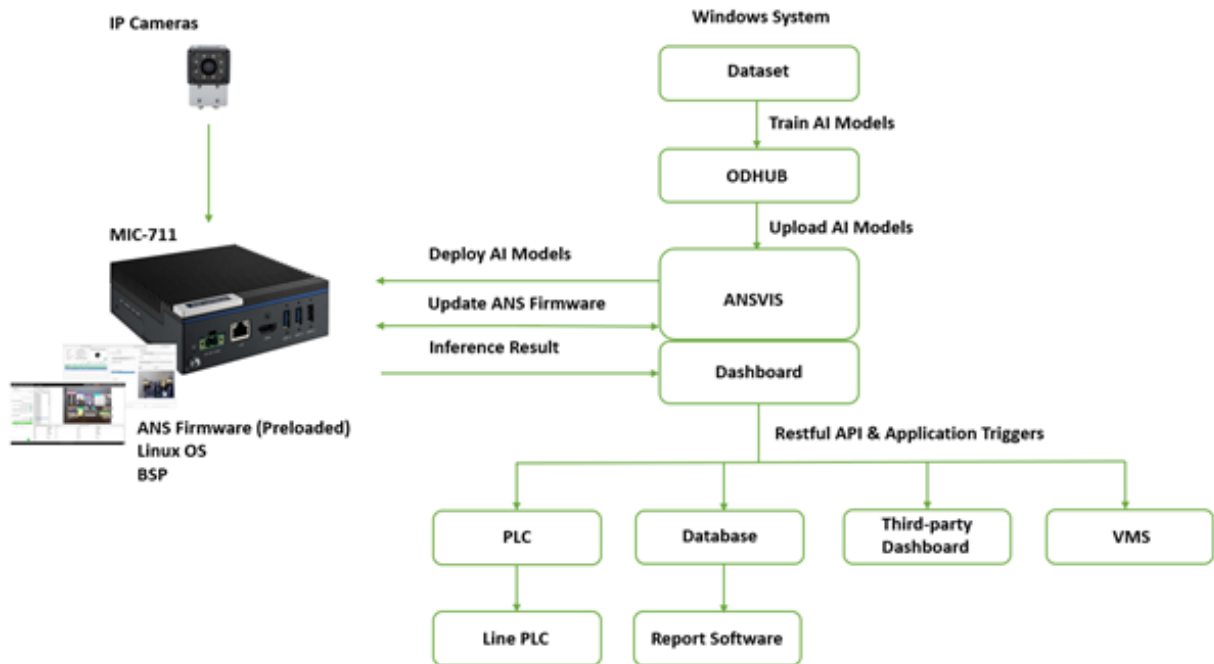 IP Cameras
Windows System
Dataset
Train AI Models
ODHUB
Upload AI Models
MIC-711
Deploy AI Models
Update ANS Firmware
ANSVIS
Inference Result
Dashboard
ANS Firmware (Preloaded)
Linux OS
BSP
Restful API & Application Triggers
PLC
Database
Third-party
Dashboard
VMS
Line PLC
Report Software